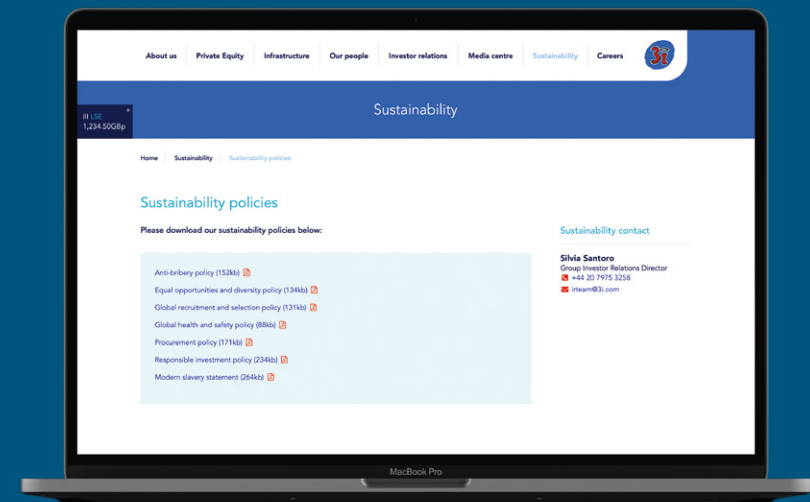 About us Private Equity Infrastructure Our people Investor relations Media centre Sustainability Careers 3i
Sustainability
III LSE +
1,234.50GBp
Home Sustainability Sustainability policies
Sustainability policies
Please download our sustainability policies below:
Anti-bribery policy (152kb)
Equal opportunities and diversity policy (134kb)
Global recruitment and selection policy (131kb)
Global health and safety policy (88kb)
Procurement policy (171kb)
Responsible investment policy (234kb)
Modern slavery statement (264kb)
Sustainability contact
Silvia Santoro
Group Investor Relations Director
+44 20 7975 3258
irteam@3i.com
MacBook Pro